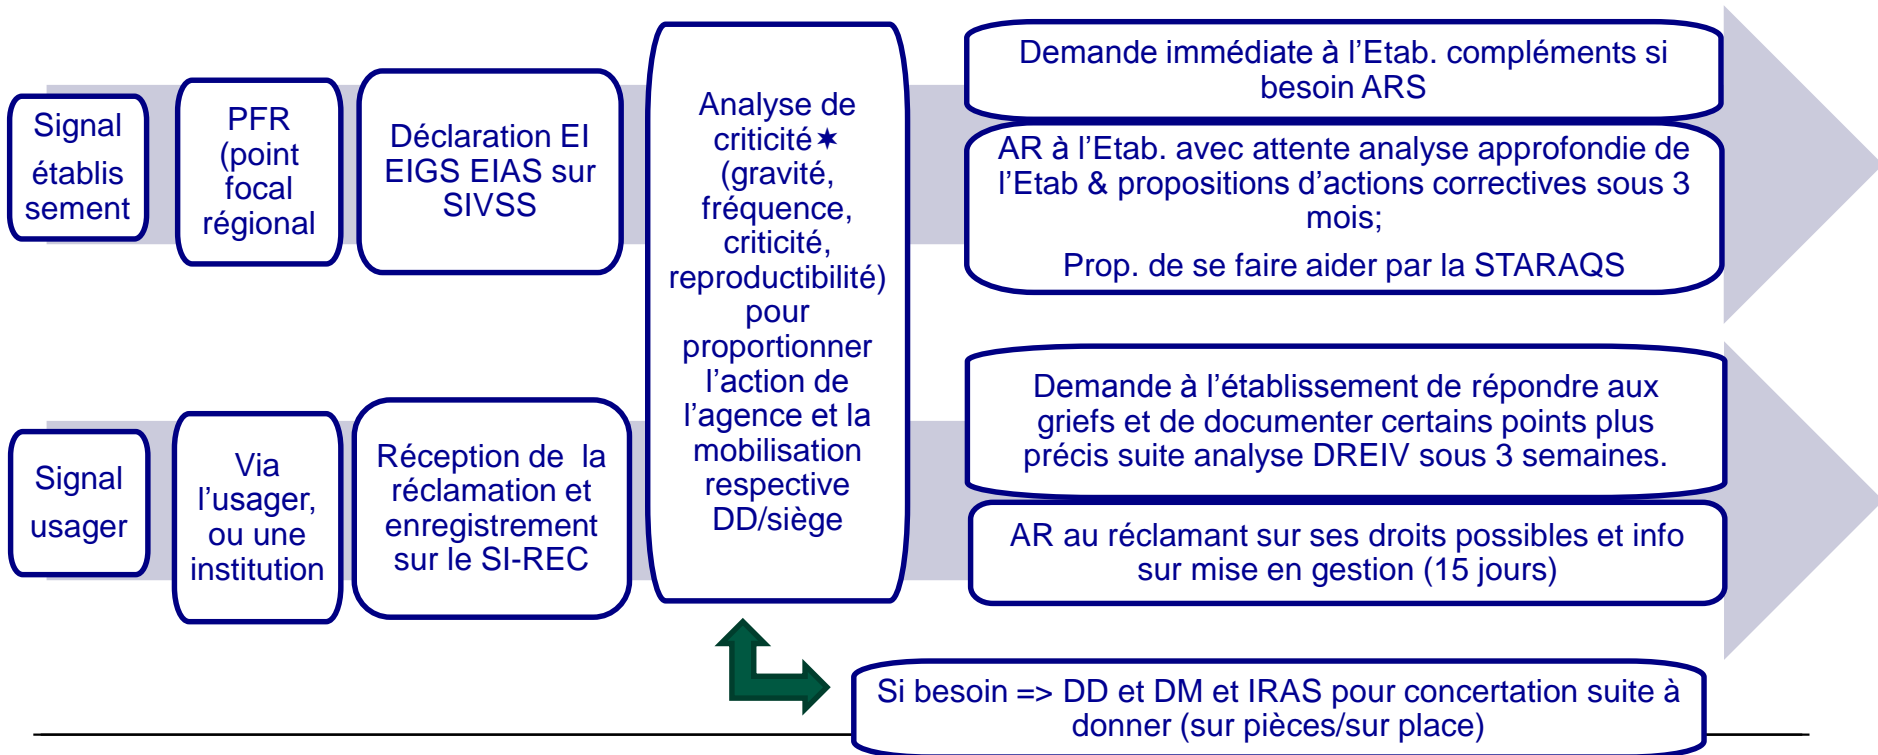 Signal
établis
sement
PFR
(point
focal
régional
Déclaration EI
EIGS EIAS sur
SIVSS
Analyse de
criticité✶
(gravité,
fréquence,
criticité,
reproductibilité)
pour
proportionner
l’action de
l’agence et la
mobilisation
respective
DD/siège
Demande immédiate à l’Etab. compléments si
besoin ARS
AR à l’Etab. avec attente analyse approfondie de
l’Etab & propositions d’actions correctives sous 3
mois;
Prop. de se faire aider par la STARAQS
Signal
usager
Via
l’usager,
ou une
institution
Réception de la
réclamation et
enregistrement
sur le SI-REC
Demande à l’établissement de répondre aux
griefs et de documenter certains points plus
précis suite analyse DREIV sous 3 semaines.
AR au réclamant sur ses droits possibles et info
sur mise en gestion (15 jours)
Si besoin => DD et DM et IRAS pour concertation suite à
donner (sur pièces/sur place)